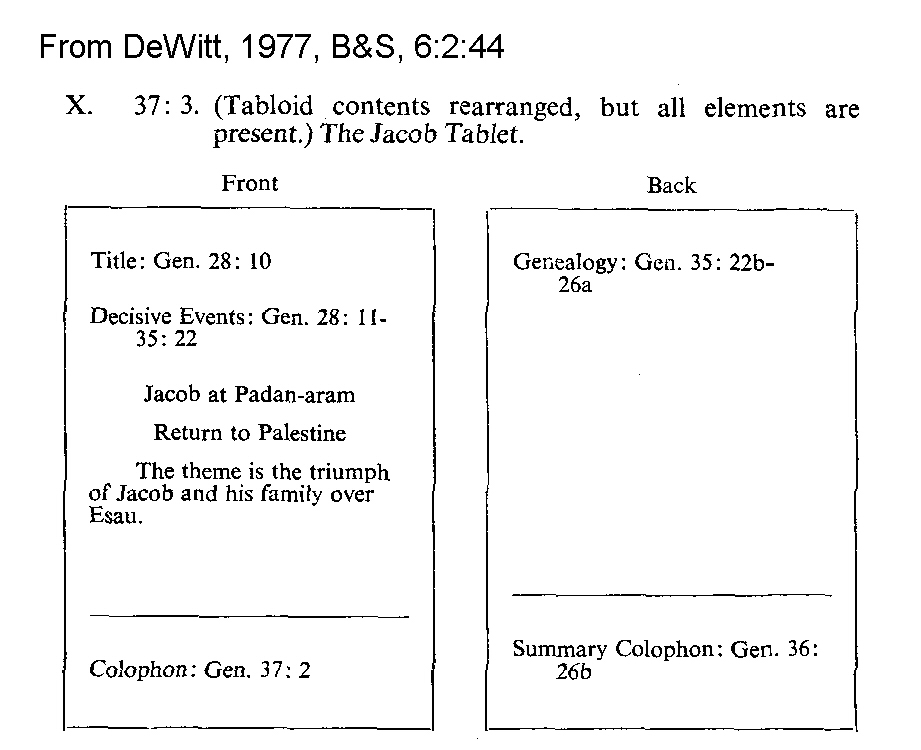 From DeWitt, 1977, B&S, 6:2:44
X. 37: 3. (Tabloid contents rearranged, but all elements are
present.) The Jacob Tablet.
Front
Title: Gen. 28: 10
Decisive Events: Gen. 28: 11-
35: 22
Jacob at Padan-aram
Return to Palestine
The theme is the triumph
of Jacob and his family over
Esau.
Colophon: Gen. 37: 2
Back
Genealogy: Gen. 35: 22b-
26a
Summary Colophon: Gen. 36:
26b